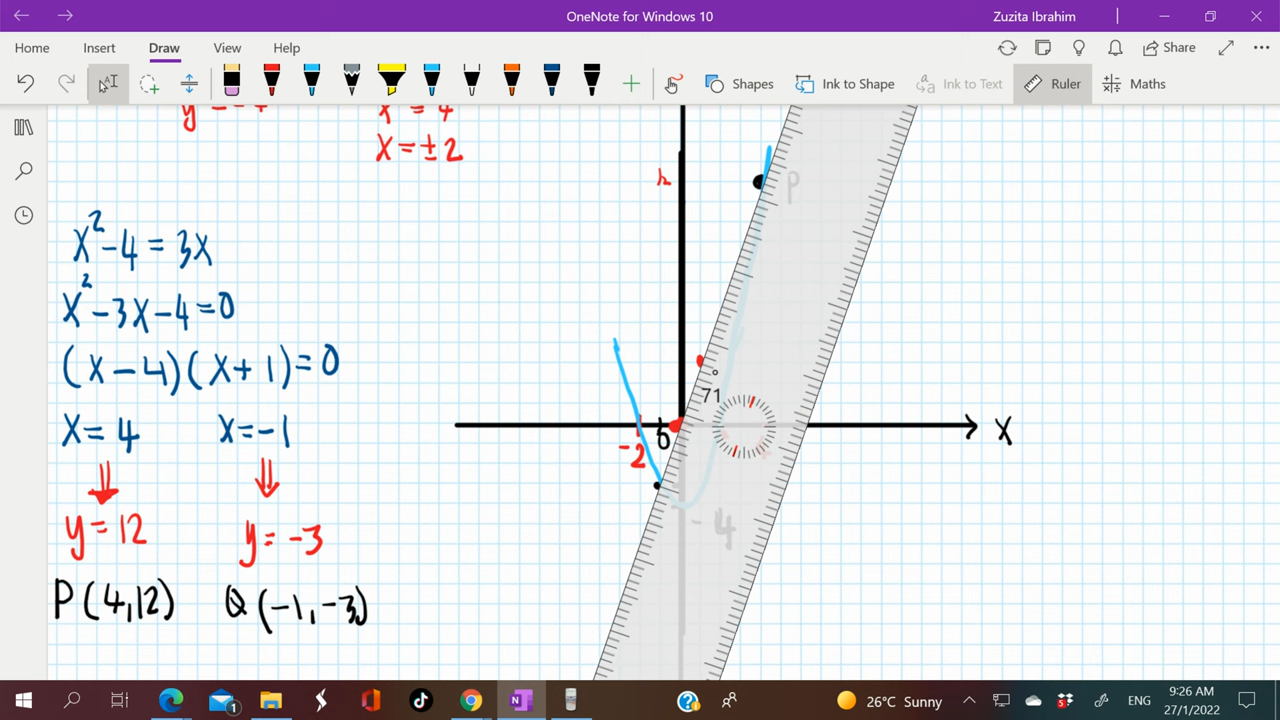 OneNote for Windows 10
Zuzita Ibrahim
Home Insert Draw View Help
Share
Shapes Ink to Shape Ink to Text Ruler Maths
x = 4
x = ±2
x² - 4 = 3x
x² - 3x - 4 = 0
(x - 4)(x + 1) = 0
x = 4 x = -1
y = 12 y = -3
P(4,12) Q(-1,-3)
P
71°
-2
X
-4
26°C Sunny
ENG
9:26 AM
27/1/2022